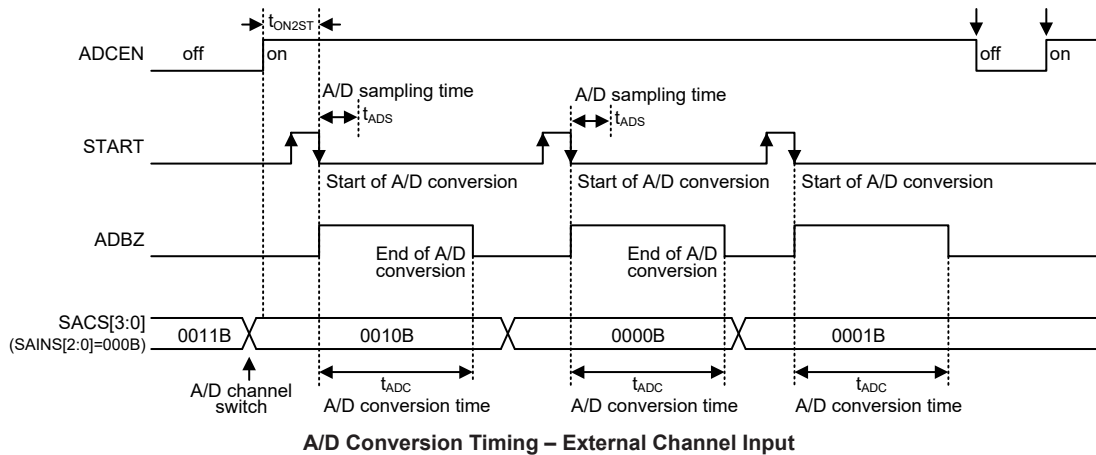 tON2ST
ADCEN
off
on
off
on
A/D sampling time
tADS
A/D sampling time
tADS
START
Start of A/D conversion
Start of A/D conversion
Start of A/D conversion
ADBZ
End of A/D
conversion
End of A/D
conversion
SACS[3:0]
(SAINS[2:0]=000B)
0011B
0010B
0000B
0001B
A/D channel
switch
tADC
A/D conversion time
tADC
A/D conversion time
tADC
A/D conversion time
A/D Conversion Timing – External Channel Input